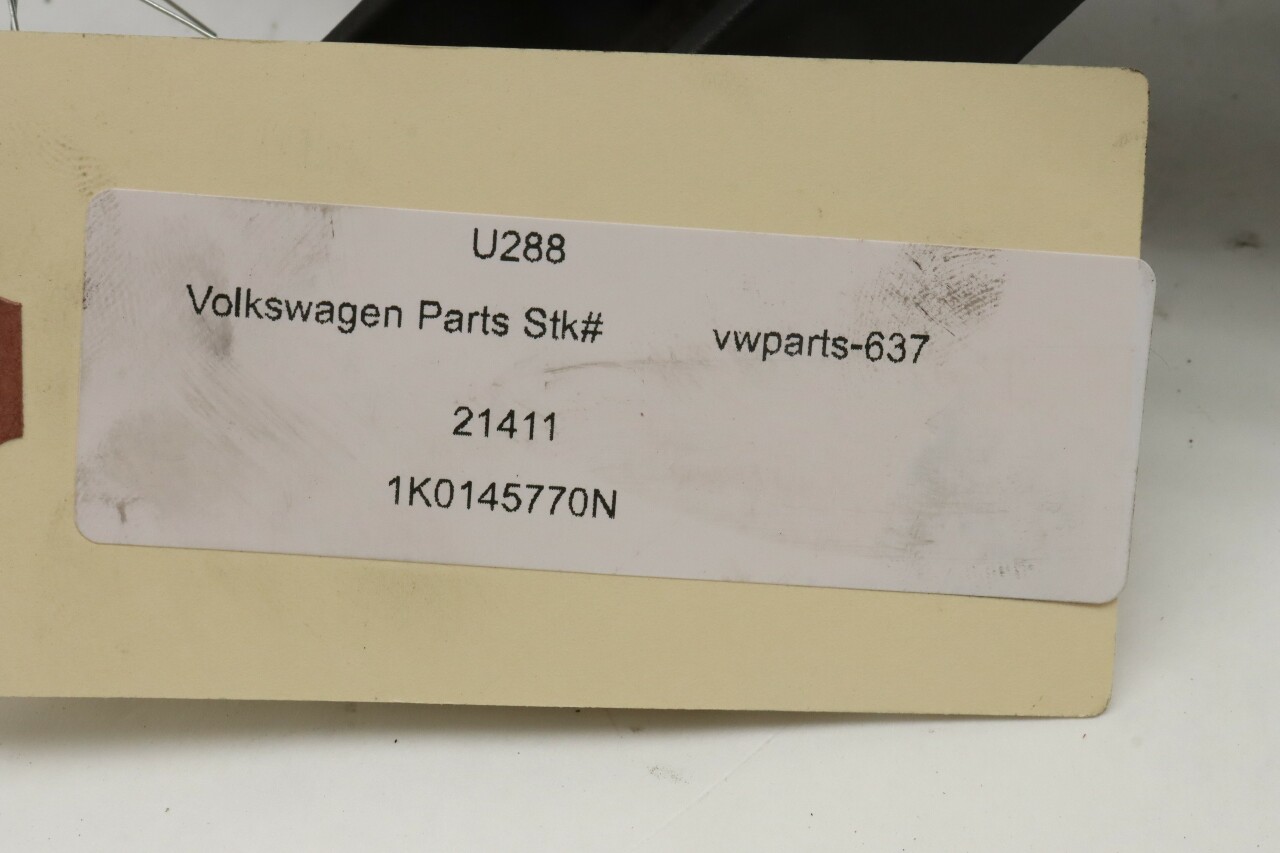 U288
Volkswagen Parts Stk# vwparts-637
21411
1K0145770N